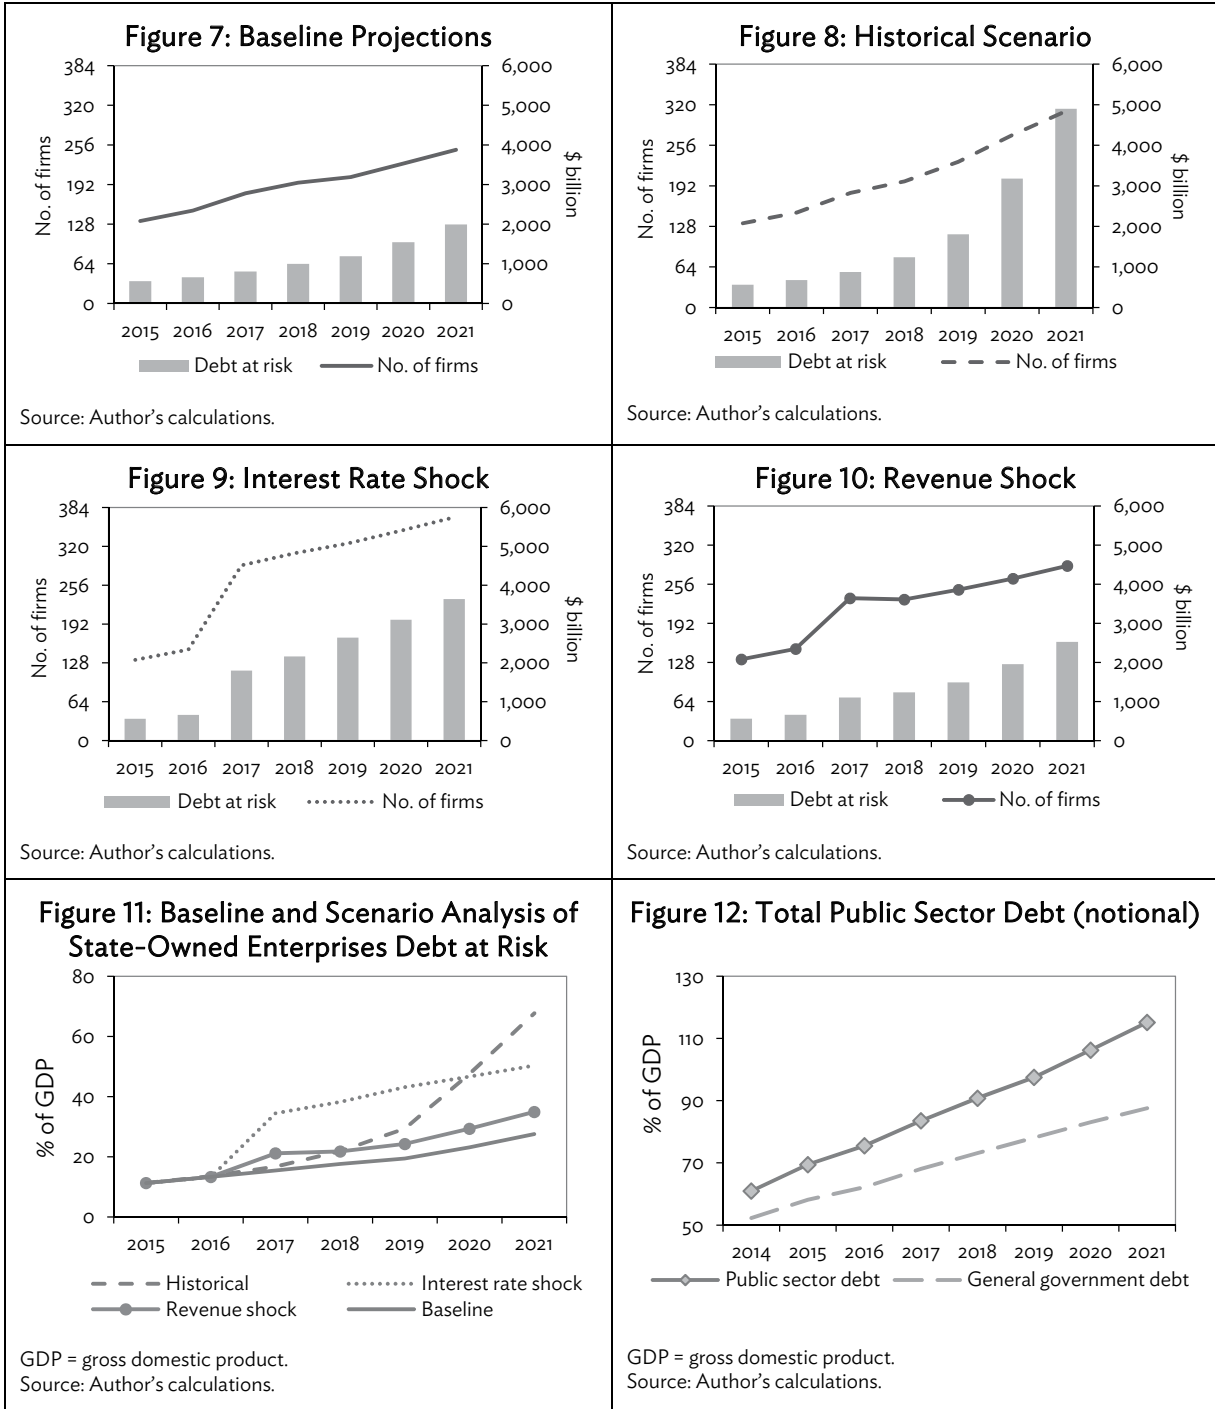 Figure 7: Baseline Projections
384
320
256
192
128
64
0
No. of firms
6,000
5,000
4,000
3,000
2,000
1,000
0
$ billion
2015 2016 2017 2018 2019 2020 2021
Debt at risk No. of firms
Source: Author’s calculations.
Figure 8: Historical Scenario
384
320
256
192
128
64
0
No. of firms
6,000
5,000
4,000
3,000
2,000
1,000
0
$ billion
2015 2016 2017 2018 2019 2020 2021
Debt at risk No. of firms
Source: Author’s calculations.
Figure 9: Interest Rate Shock
384
320
256
192
128
64
0
No. of firms
6,000
5,000
4,000
3,000
2,000
1,000
0
$ billion
2015 2016 2017 2018 2019 2020 2021
Debt at risk No. of firms
Source: Author’s calculations.
Figure 10: Revenue Shock
384
320
256
192
128
64
0
No. of firms
6,000
5,000
4,000
3,000
2,000
1,000
0
$ billion
2015 2016 2017 2018 2019 2020 2021
Debt at risk No. of firms
Source: Author’s calculations.
Figure 11: Baseline and Scenario Analysis of
State-Owned Enterprises Debt at Risk
80
60
40
20
0
% of GDP
2015 2016 2017 2018 2019 2020 2021
Historical Interest rate shock
Revenue shock Baseline
GDP = gross domestic product.
Source: Author’s calculations.
Figure 12: Total Public Sector Debt (notional)
130
110
90
70
50
% of GDP
2014 2015 2016 2017 2018 2019 2020 2021
Public sector debt General government debt
GDP = gross domestic product.
Source: Author’s calculations.